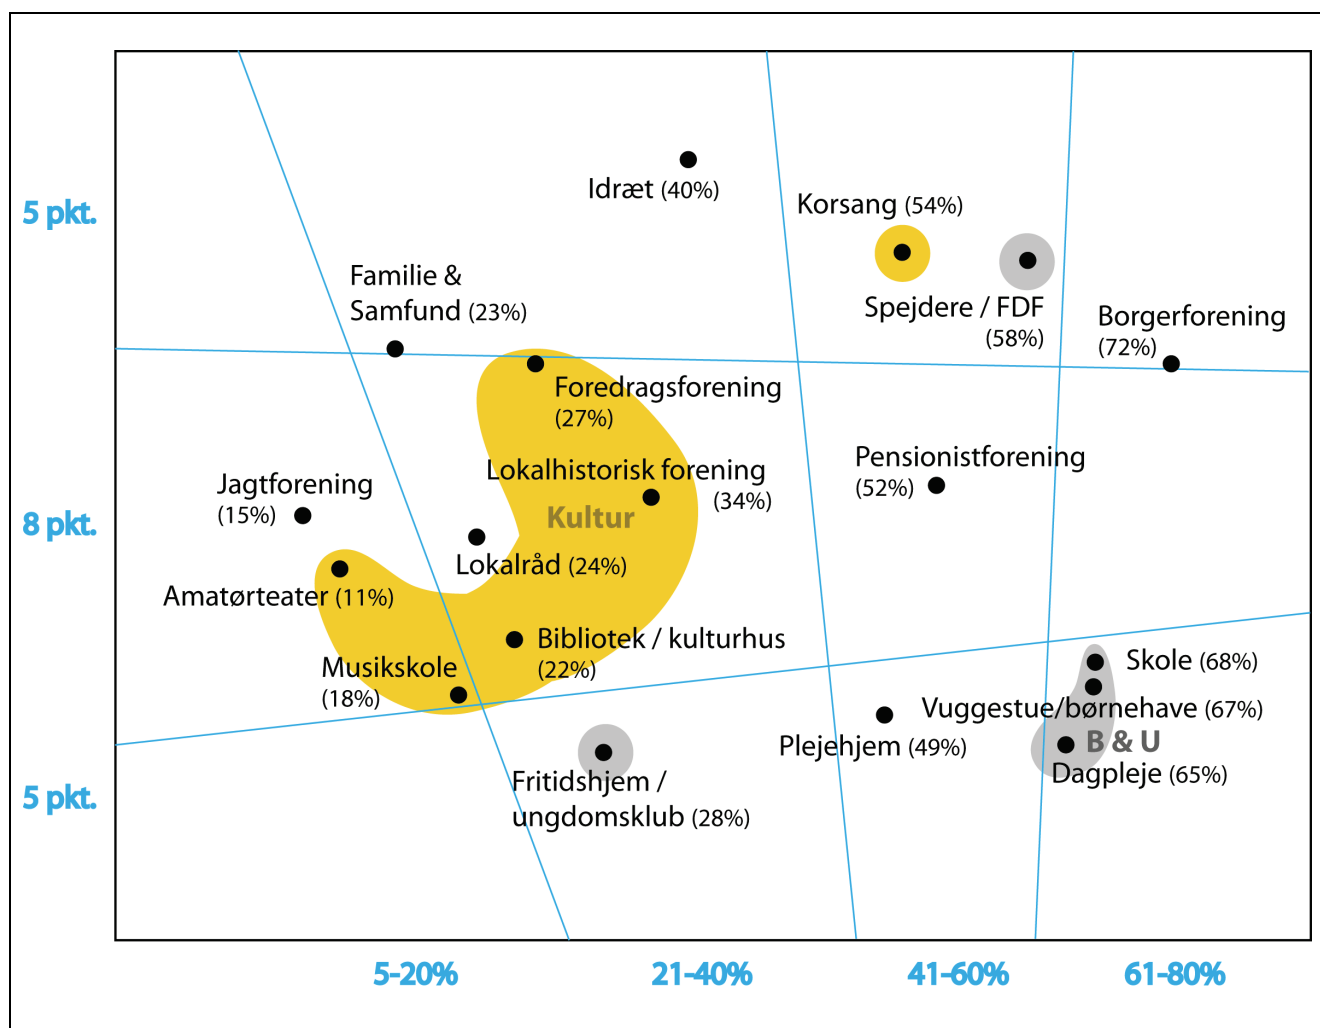 Idræt (40%)
Korsang (54%)
5 pkt.
Familie &
Samfund (23%)
Spejdere / FDF
(58%)
Borgerforening
(72%)
Foredragsforening
(27%)
Lokalhistorisk forening
(34%)
Pensionistforening
(52%)
Jagtforening
(15%)
Kultur
8 pkt.
Lokalråd (24%)
Amatørteater (11%)
Bibliotek / kulturhus
(22%)
Musikskole
(18%)
Skole (68%)
Vuggestue/børnehave (67%)
Plejehjem (49%)
B & U
Dagpleje (65%)
Fritidshjem /
ungdomsklub (28%)
5 pkt.
5-20%
21-40%
41-60%
61-80%